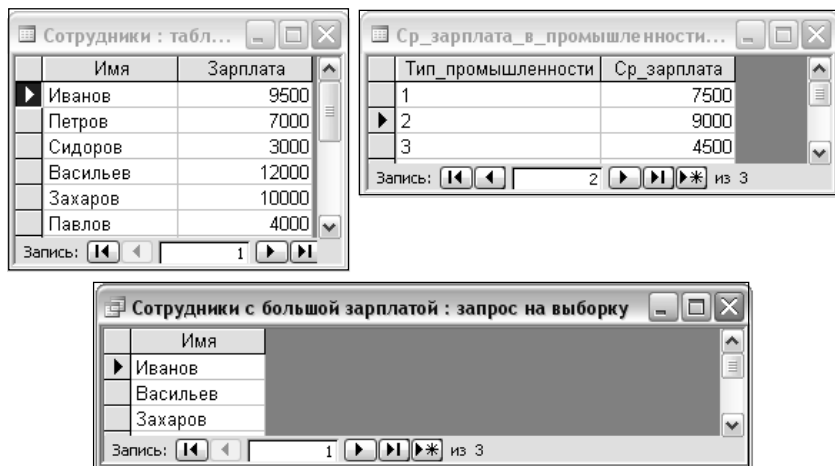 Сотрудники : табл...
Имя Зарплата
Иванов 9500
Петров 7000
Сидоров 3000
Васильев 12000
Захаров 10000
Павлов 4000
Запись: 1
Ср_зарплата_в_промышленности...
Тип_промышленности Ср_зарплата
1 7500
2 9000
3 4500
Запись: 2 из 3
Сотрудники с большой зарплатой : запрос на выборку
Имя
Иванов
Васильев
Захаров
Запись: 1 из 3